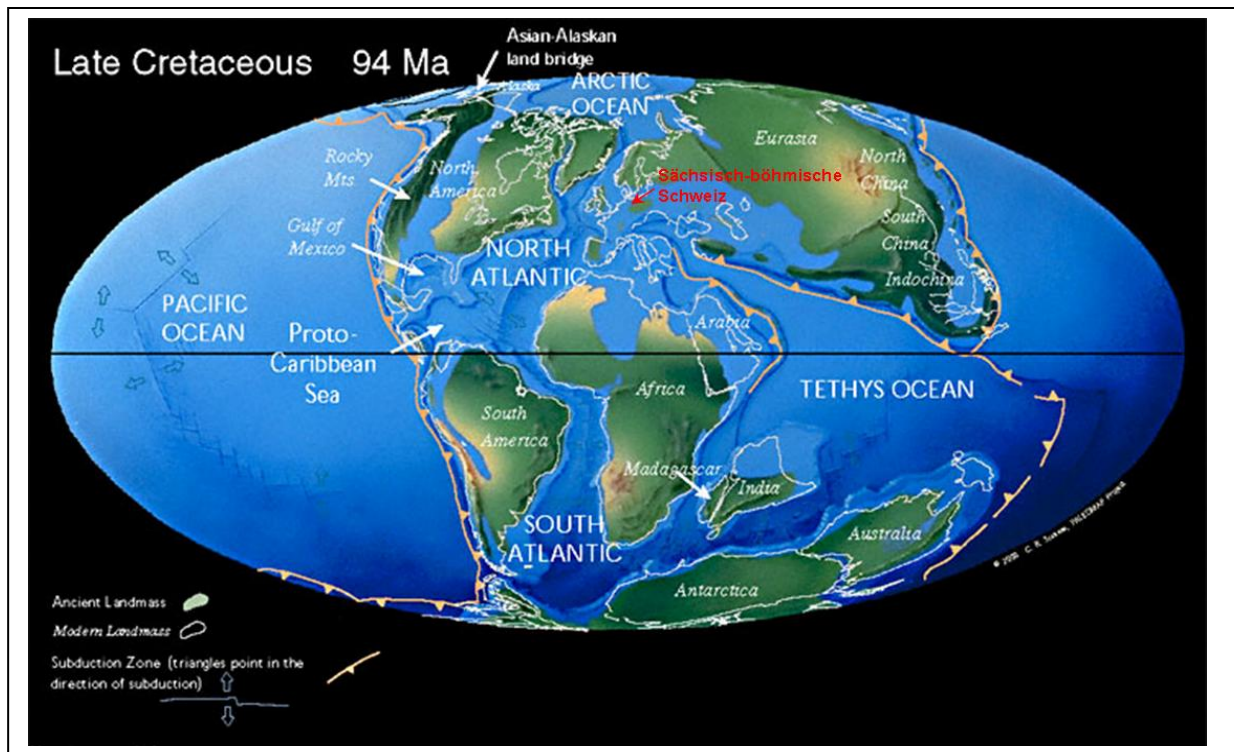 Late Cretaceous 94 Ma
Asian-Alaskan
land bridge
Alaska
ARCTIC
OCEAN
Eurasia
Rocky
Mts
North
America
North
China
Sächsisch-böhmische
Schweiz
Gulf of
Mexico
South
China
NORTH
ATLANTIC
Indochina
PACIFIC
OCEAN
Arabia
Proto-
Caribbean
Sea
Africa
TETHYS OCEAN
South
America
Madagascar
India
SOUTH
ATLANTIC
Australia
Antarctica
Ancient Landmass
Modern Landmass
Subduction Zone (triangles point in the
direction of subduction)